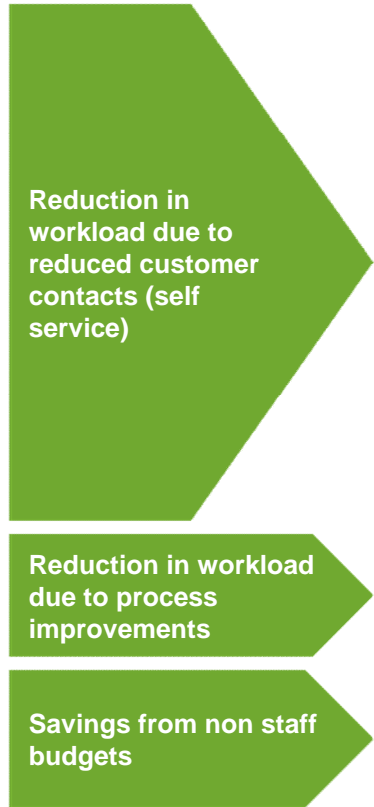 Reduction in
workload due to
reduced customer
contacts (self
service)
Reduction in workload
due to process
improvements
Savings from non staff
budgets